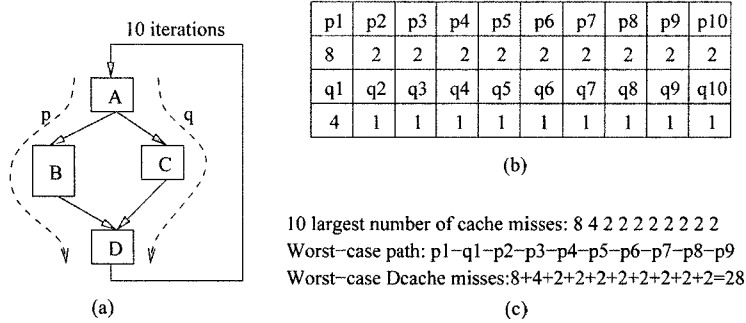 10 iterations
A
p
q
B
C
D
(a)
p1 p2 p3 p4 p5 p6 p7 p8 p9 p10
8 2 2 2 2 2 2 2 2 2
q1 q2 q3 q4 q5 q6 q7 q8 q9 q10
4 1 1 1 1 1 1 1 1 1
(b)
10 largest number of cache misses: 8 4 2 2 2 2 2 2 2 2
Worst-case path: p1-q1-p2-p3-p4-p5-p6-p7-p8-p9
Worst-case Dcache misses:8+4+2+2+2+2+2+2+2+2=28
(c)